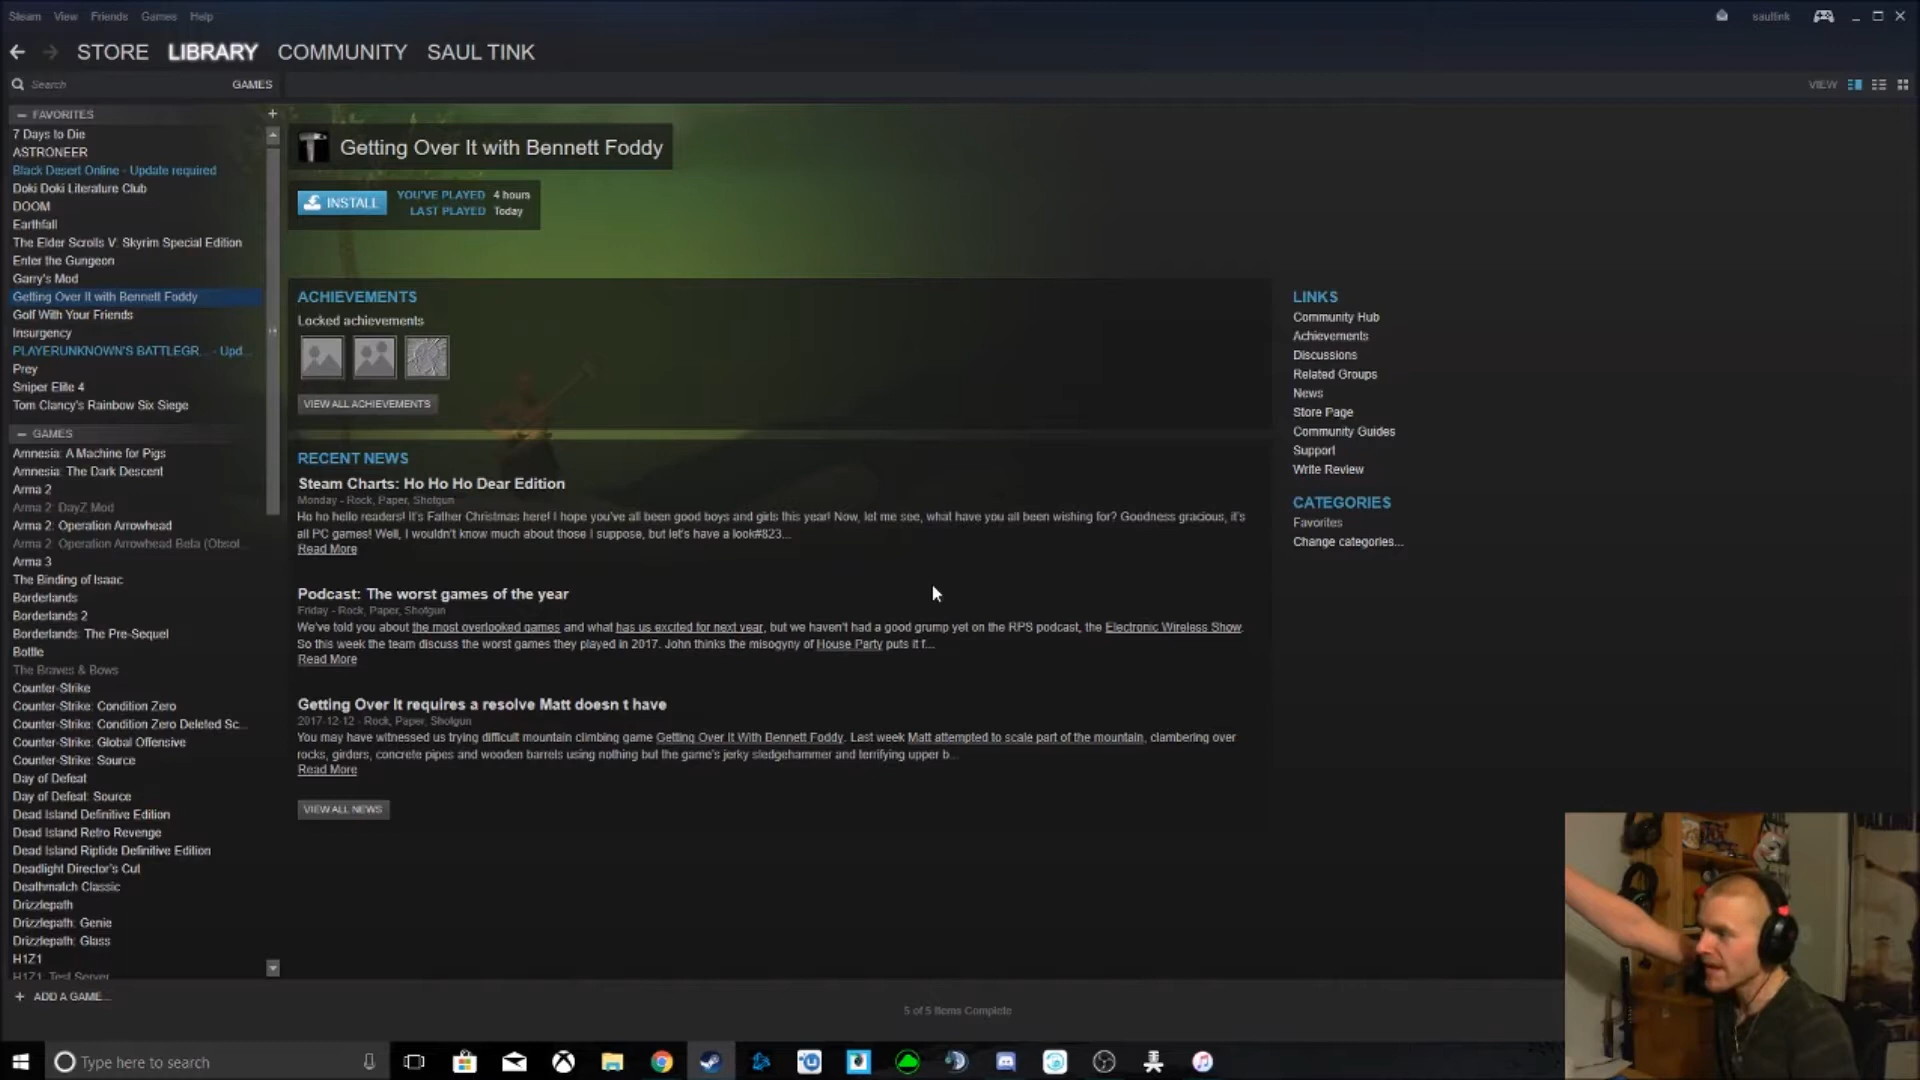 Steam View Friends Games Help
saultink
STORE LIBRARY COMMUNITY SAUL TINK
Search GAMES
VIEW
FAVORITES
7 Days to Die
ASTRONEER
Black Desert Online - Update required
Doki Doki Literature Club
DOOM
Earthfall
The Elder Scrolls V: Skyrim Special Edition
Enter the Gungeon
Garry's Mod
Getting Over It with Bennett Foddy
Golf With Your Friends
Insurgency
PLAYERUNKNOWN'S BATTLEGR... - Upd...
Prey
Sniper Elite 4
Tom Clancy's Rainbow Six Siege
GAMES
Amnesia: A Machine for Pigs
Amnesia: The Dark Descent
Arma 2
Arma 2: DayZ Mod
Arma 2: Operation Arrowhead
Arma 2: Operation Arrowhead Beta (Obsol...
Arma 3
The Binding of Isaac
Borderlands
Borderlands 2
Borderlands: The Pre-Sequel
Bottle
The Braves & Bows
Counter-Strike
Counter-Strike: Condition Zero
Counter-Strike: Condition Zero Deleted Sc...
Counter-Strike: Global Offensive
Counter-Strike: Source
Day of Defeat
Day of Defeat: Source
Dead Island Definitive Edition
Dead Island Retro Revenge
Dead Island Riptide Definitive Edition
Deadlight Director's Cut
Deathmatch Classic
Drizzlepath
Drizzlepath: Genie
Drizzlepath: Glass
H1Z1
H1Z1: Test Server
ADD A GAME...
Getting Over It with Bennett Foddy
INSTALL
YOU'VE PLAYED 4 hours
LAST PLAYED Today
ACHIEVEMENTS
Locked achievements
VIEW ALL ACHIEVEMENTS
RECENT NEWS
Steam Charts: Ho Ho Ho Dear Edition
Monday - Rock, Paper, Shotgun
Ho ho hello readers! It's Father Christmas here! I hope you've all been good boys and girls this year! Now, let me see, what have you all been wishing for? Goodness gracious, it's
all PC games! Well, I wouldn't know much about those I suppose, but let's have a look#823...
Read More
Podcast: The worst games of the year
Friday - Rock, Paper, Shotgun
We've told you about the most overlooked games and what has us excited for next year, but we haven't had a good grump yet on the RPS podcast, the Electronic Wireless Show.
So this week the team discuss the worst games they played in 2017. John thinks the misogyny of House Party puts it f...
Read More
Getting Over It requires a resolve Matt doesn t have
2017-12-12 - Rock, Paper, Shotgun
You may have witnessed us trying difficult mountain climbing game Getting Over It With Bennett Foddy. Last week Matt attempted to scale part of the mountain, clambering over
rocks, girders, concrete pipes and wooden barrels using nothing but the game's jerky sledgehammer and terrifying upper b...
Read More
VIEW ALL NEWS
LINKS
Community Hub
Achievements
Discussions
Related Groups
News
Store Page
Community Guides
Support
Write Review
CATEGORIES
Favorites
Change categories...
5 of 5 Items Complete
Type here to search